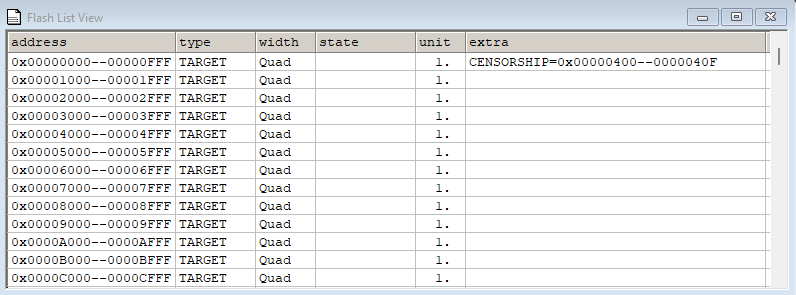 Flash List View
address type width state unit extra
0x00000000--00000FFF TARGET Quad 1. CENSORSHIP=0x00000400--0000040F
0x00001000--00001FFF TARGET Quad 1.
0x00002000--00002FFF TARGET Quad 1.
0x00003000--00003FFF TARGET Quad 1.
0x00004000--00004FFF TARGET Quad 1.
0x00005000--00005FFF TARGET Quad 1.
0x00006000--00006FFF TARGET Quad 1.
0x00007000--00007FFF TARGET Quad 1.
0x00008000--00008FFF TARGET Quad 1.
0x00009000--00009FFF TARGET Quad 1.
0x0000A000--0000AFFF TARGET Quad 1.
0x0000B000--0000BFFF TARGET Quad 1.
0x0000C000--0000CFFF TARGET Quad 1.